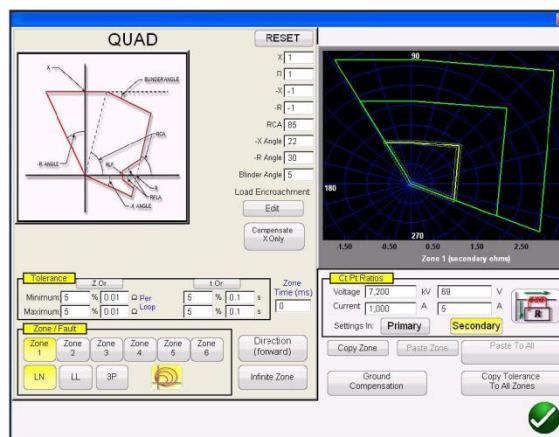 QUAD
RESET
X
BLINDER ANGLE
RCA
-R ANGLE
RLF
R
RFLA
-X ANGLE
X 1
Ω 1
-X -1
-R -1
RCA 85
-X Angle 22
-R Angle 30
Blinder Angle 5
Load Encroachment
Edit
Compensate
X Only
90
180
270
-1.50 -0.50 0.50 1.50 2.50 3.50
Zone 1 (secondary ohms)
Tolerance
Z Or
t Or
Minimum 5 % 0.01 Ω Per 5 % 0.1 s
Maximum 5 % 0.01 Ω Loop 5 % 0.1 s
Zone
Time (ms)
0
Zone / Fault
Zone 1 Zone 2 Zone 3 Zone 4 Zone 5 Zone 6
LN LL 3P
Direction
(forward)
Infinite Zone
Ct Pt Ratios
Voltage 7,200 kV 69 V
Current 1,000 A 5 A
Settings In: Primary Secondary
Copy Zone Paste Zone Paste To All
Ground
Compensation
Copy Tolerance
To All Zones